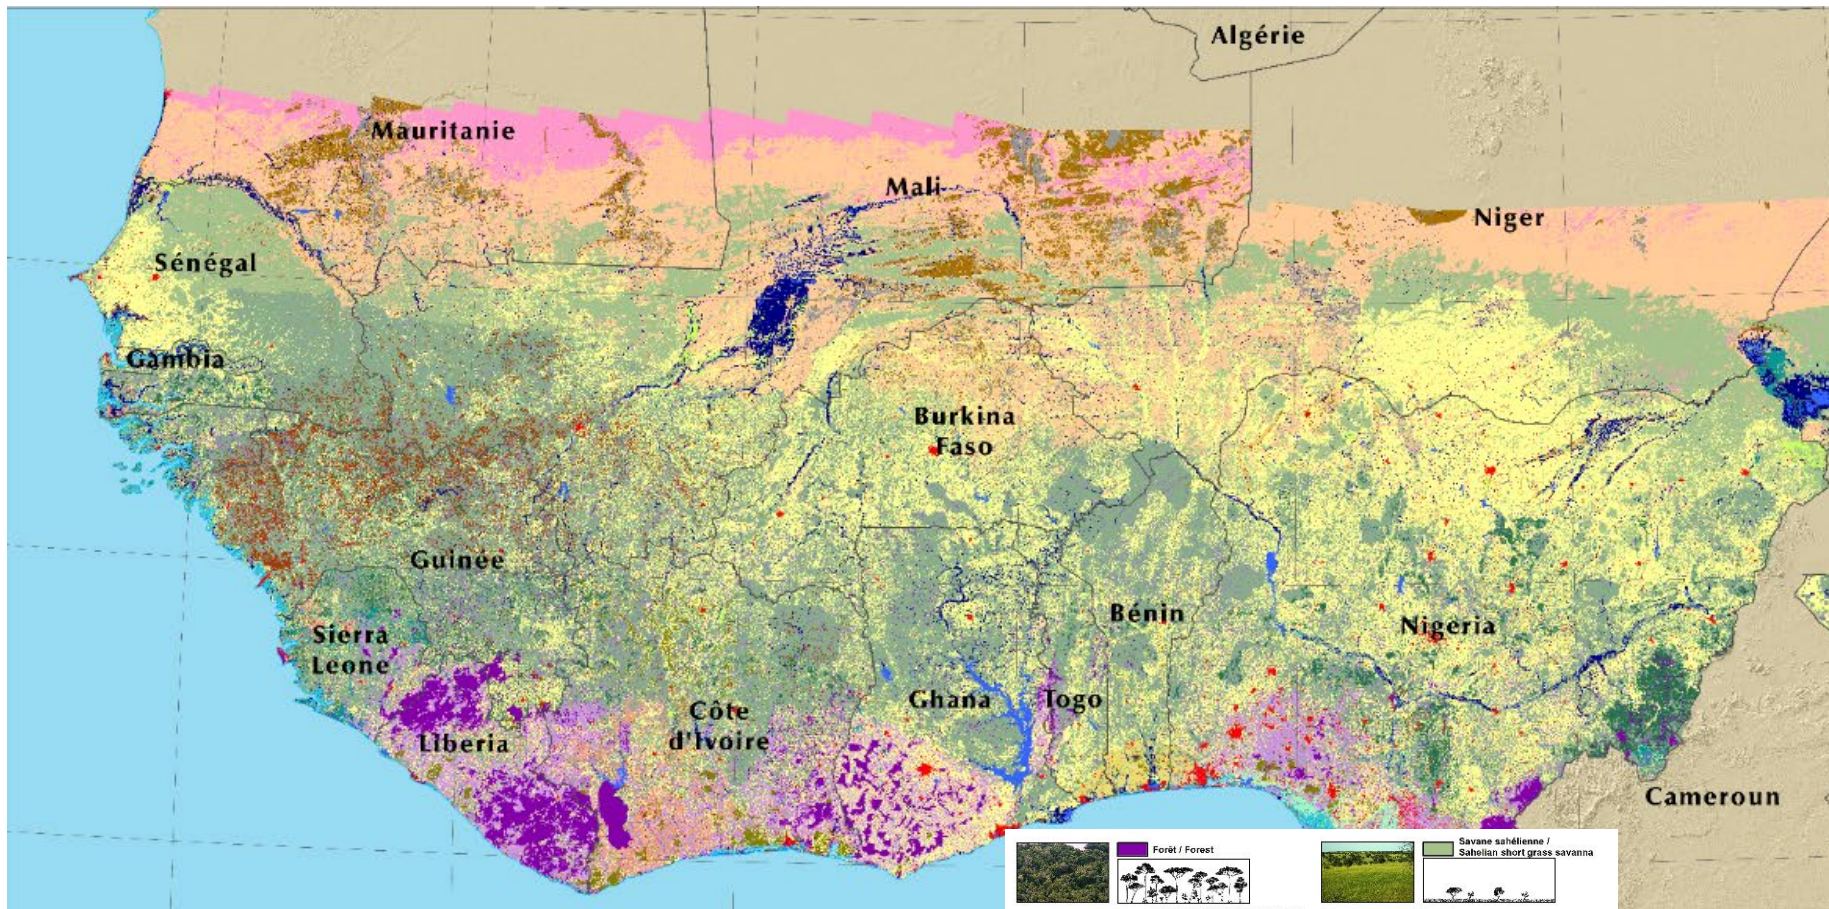 Algérie
Mauritanie
Mali
Niger
Sénégal
Gambia
Burkina
Faso
Guinée
Bénin
Nigeria
Sierra
Leone
Ghana
Togo
Côte
d'Ivoire
Liberia
Cameroun
Forêt / Forest
Savane sahélienne /
Sahelian short grass savanna